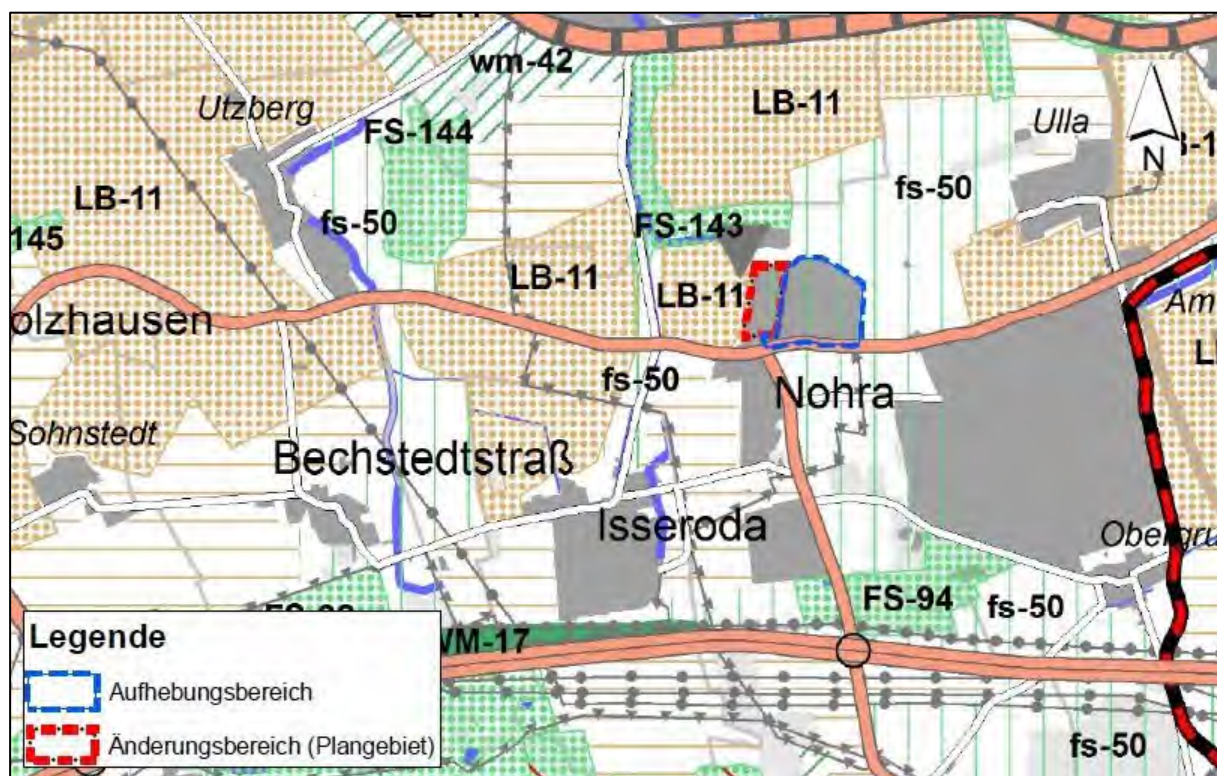 wm-42
Utzberg
LB-11
Ulla
FS-144
N
LB-11
fs-50
fs-50
145
FS-143
LB-11
LB-11
olzhausen
Am
fs-50
Nohra
Sohnstedt
Bechstedtstraß
Isseroda
Obergru
FS-94
fs-50
WM-17
Legende
Aufhebungsbereich
Änderungsbereich (Plangebiet)
fs-50